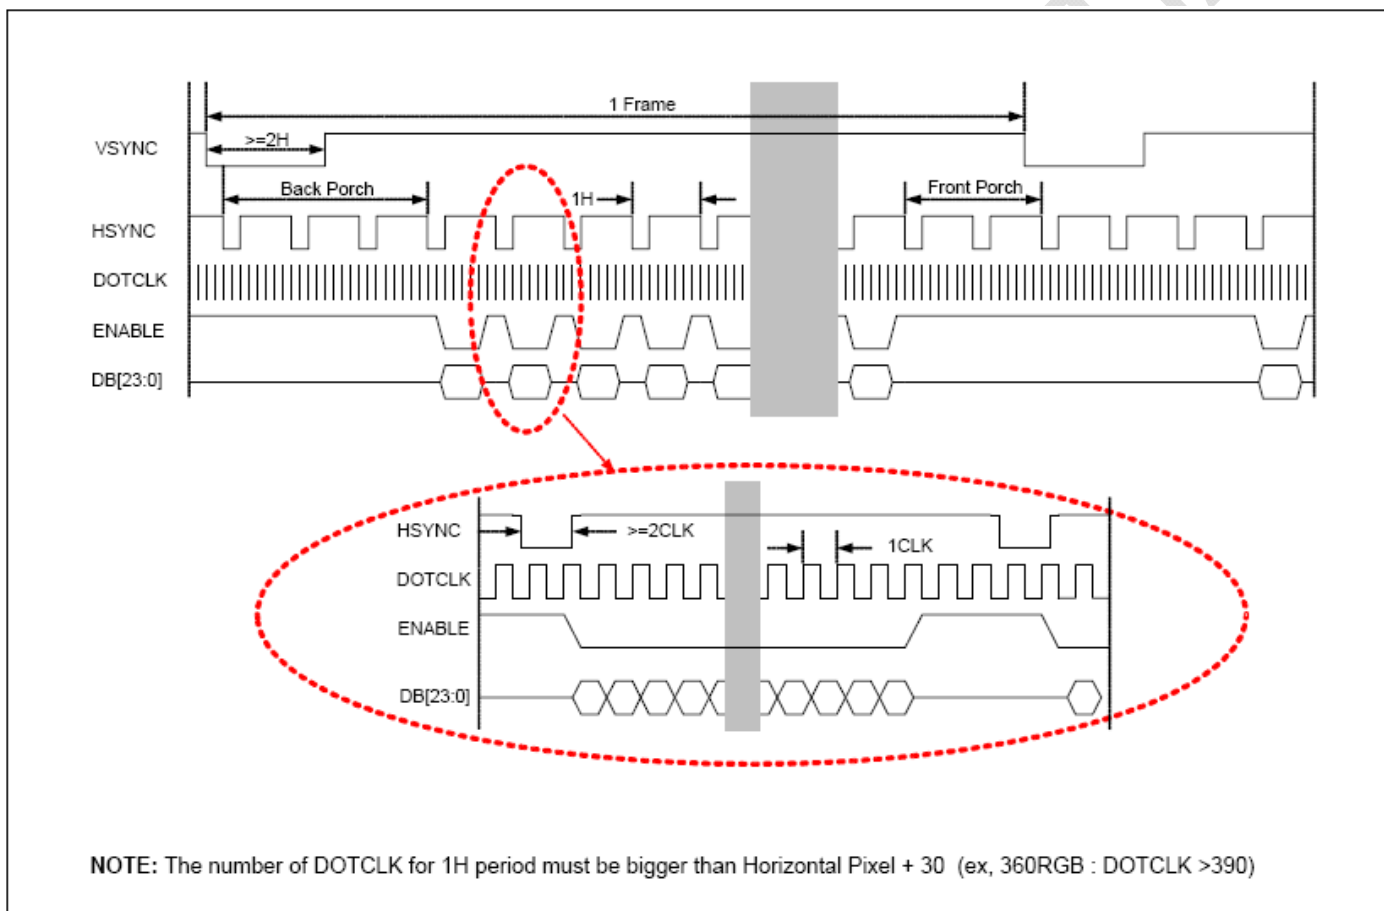 1 Frame
>=2H
VSYNC
Back Porch
1H
Front Porch
HSYNC
DOTCLK
ENABLE
DB[23:0]
HSYNC
>=2CLK
1CLK
DOTCLK
ENABLE
DB[23:0]
NOTE: The number of DOTCLK for 1H period must be bigger than Horizontal Pixel + 30 (ex, 360RGB : DOTCLK >390)